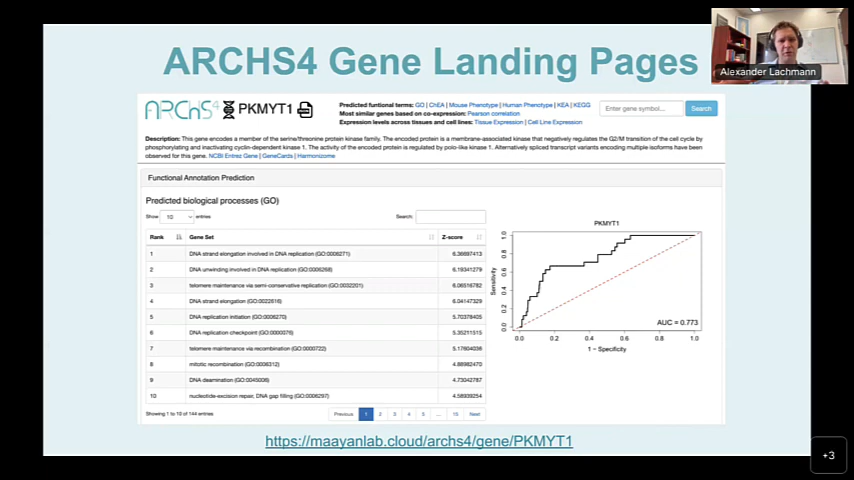 ARCHS4 Gene Landing Pages
Alexander Lachmann
ARCHS4 PKMYT1
Predicted funtional terms: GO | ChEA | Mouse Phenotype | Human Phenotype | KEA | KEGG
Most similar genes based on co-expression: Pearson correlation
Expression levels across tissues and cell lines: Tissue Expression | Cell Line Expression
Enter gene symbol...
Search
Description: This gene encodes a member of the serine/threonine protein kinase family. The encoded protein is a membrane-associated kinase that negatively regulates the G2/M transition of the cell cycle by
phosphorylating and inactivating cyclin-dependent kinase 1. The activity of the encoded protein is regulated by polo-like kinase 1. Alternatively spliced transcript variants encoding multiple isoforms have been
observed for this gene. NCBI Entrez Gene | GeneCards | Harmonizome
Functional Annotation Prediction
Predicted biological processes (GO)
Show 10 entries
Search:
Rank Gene Set Z-score
1 DNA strand elongation involved in DNA replication (GO:0006271) 6.36697413
2 DNA unwinding involved in DNA replication (GO:0006268) 6.19341279
3 telomere maintenance via semi-conservative replication (GO:0032201) 6.06516782
4 DNA strand elongation (GO:0022616) 6.04147329
5 DNA replication initiation (GO:0006270) 5.70378405
6 DNA replication checkpoint (GO:0000076) 5.35211515
7 telomere maintenance via recombination (GO:0000722) 5.17604036
8 mitotic recombination (GO:0006312) 4.88982470
9 DNA deamination (GO:0045006) 4.73042787
10 nucleotide-excision repair, DNA gap filling (GO:0006297) 4.58939254
Showing 1 to 10 of 144 entries
Previous 1 2 3 4 5 ... 15 Next
PKMYT1
Sensitivity
0.0 0.2 0.4 0.6 0.8 1.0
AUC = 0.773
0.0 0.2 0.4 0.6 0.8 1.0
1 − Specificity
https://maayanlab.cloud/archs4/gene/PKMYT1
+3